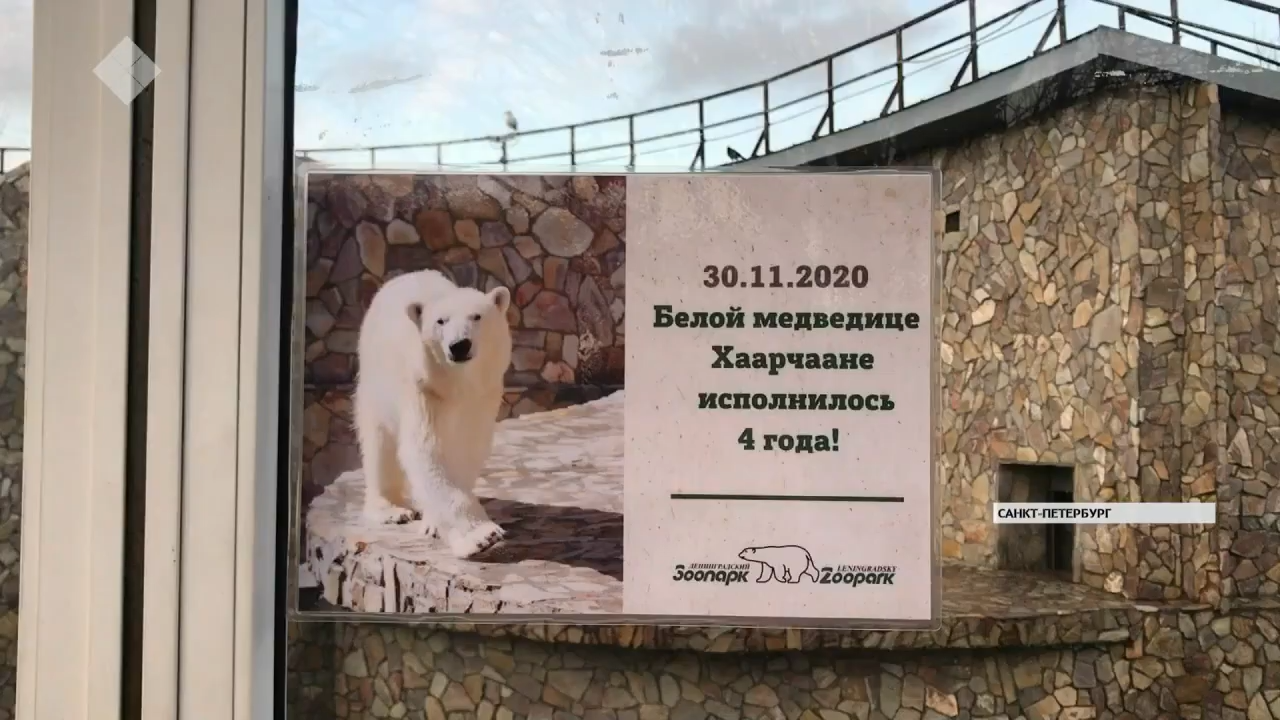 30.11.2020
Белой медведице
Хаарчаане
исполнилось
4 года!
ЛЕНИНГРАДСКИЙ
Зоопарк
LENINGRADSKY
Zoopark
САНКТ-ПЕТЕРБУРГ